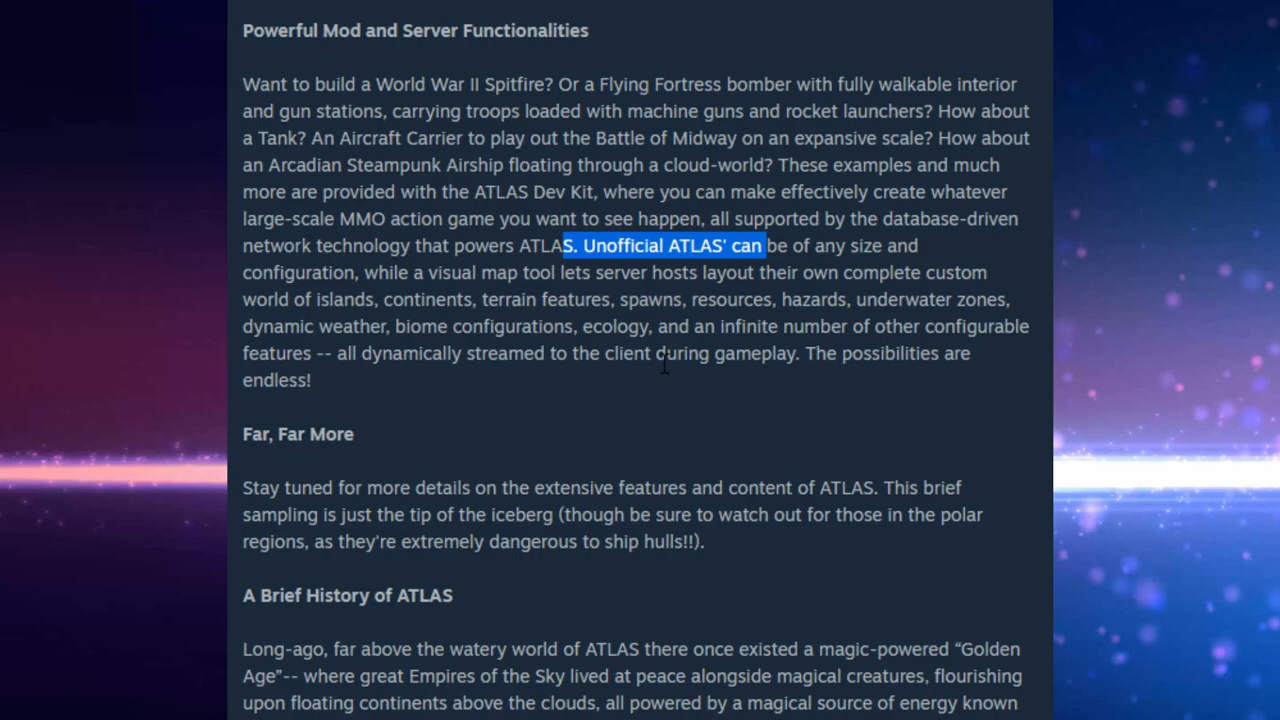 Powerful Mod and Server Functionalities
Want to build a World War II Spitfire? Or a Flying Fortress bomber with fully walkable interior
and gun stations, carrying troops loaded with machine guns and rocket launchers? How about
a Tank? An Aircraft Carrier to play out the Battle of Midway on an expansive scale? How about
an Arcadian Steampunk Airship floating through a cloud-world? These examples and much
more are provided with the ATLAS Dev Kit, where you can make effectively create whatever
large-scale MMO action game you want to see happen, all supported by the database-driven
network technology that powers ATLAS. Unofficial ATLAS' can be of any size and
configuration, while a visual map tool lets server hosts layout their own complete custom
world of islands, continents, terrain features, spawns, resources, hazards, underwater zones,
dynamic weather, biome configurations, ecology, and an infinite number of other configurable
features -- all dynamically streamed to the client during gameplay. The possibilities are
endless!
Far, Far More
Stay tuned for more details on the extensive features and content of ATLAS. This brief
sampling is just the tip of the iceberg (though be sure to watch out for those in the polar
regions, as they're extremely dangerous to ship hulls!!).
A Brief History of ATLAS
Long-ago, far above the watery world of ATLAS there once existed a magic-powered “Golden
Age”-- where great Empires of the Sky lived at peace alongside magical creatures, flourishing
upon floating continents above the clouds, all powered by a magical source of energy known